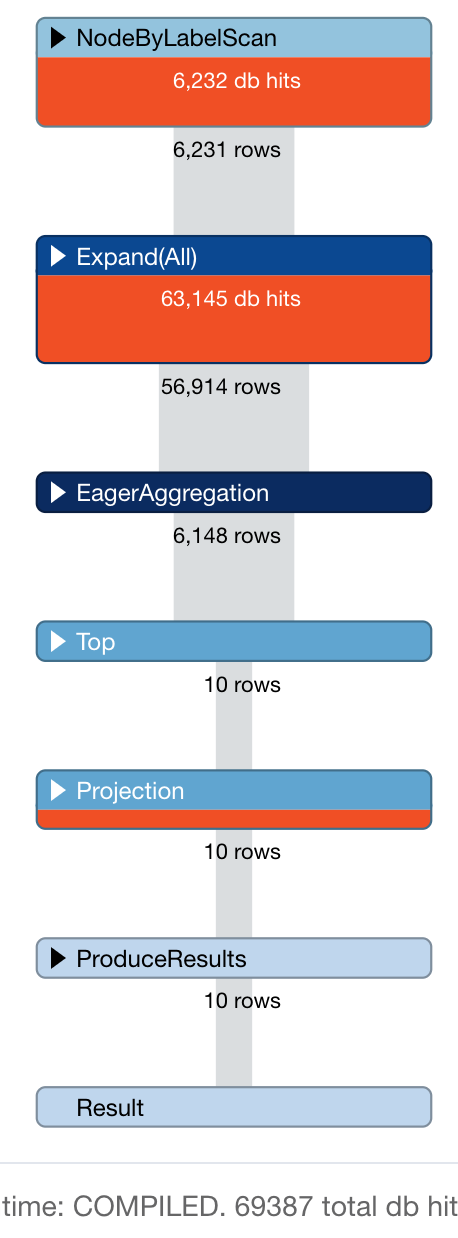 NodeByLabelScan
6,232 db hits
6,231 rows
Expand(All)
63,145 db hits
56,914 rows
EagerAggregation
6,148 rows
Top
10 rows
Projection
10 rows
ProduceResults
10 rows
Result
time: COMPILED. 69387 total db hit